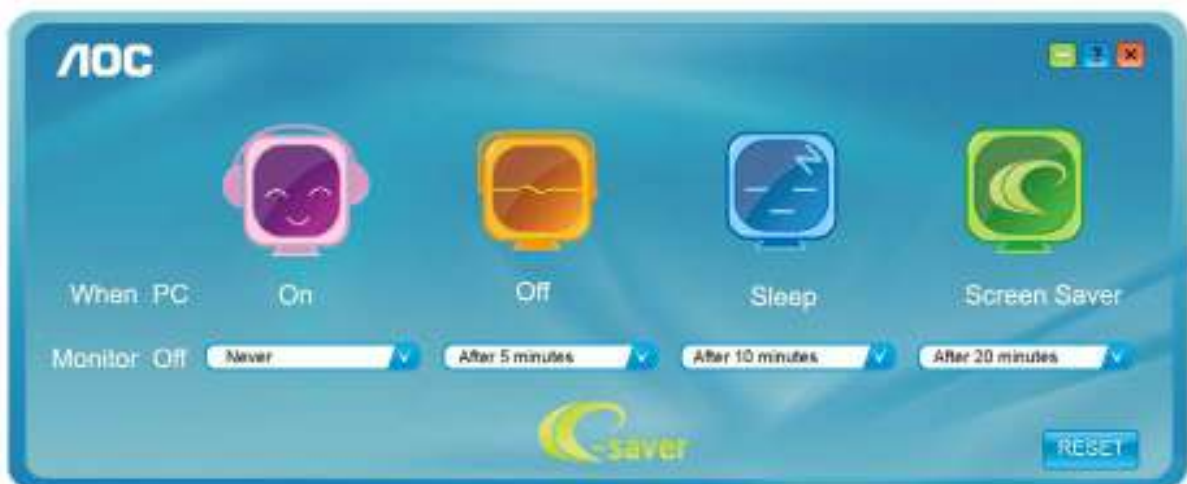 AOC
?
When PC On Off Sleep Screen Saver
Monitor Off Never After 5 minutes After 10 minutes After 20 minutes
e-saver
RESET